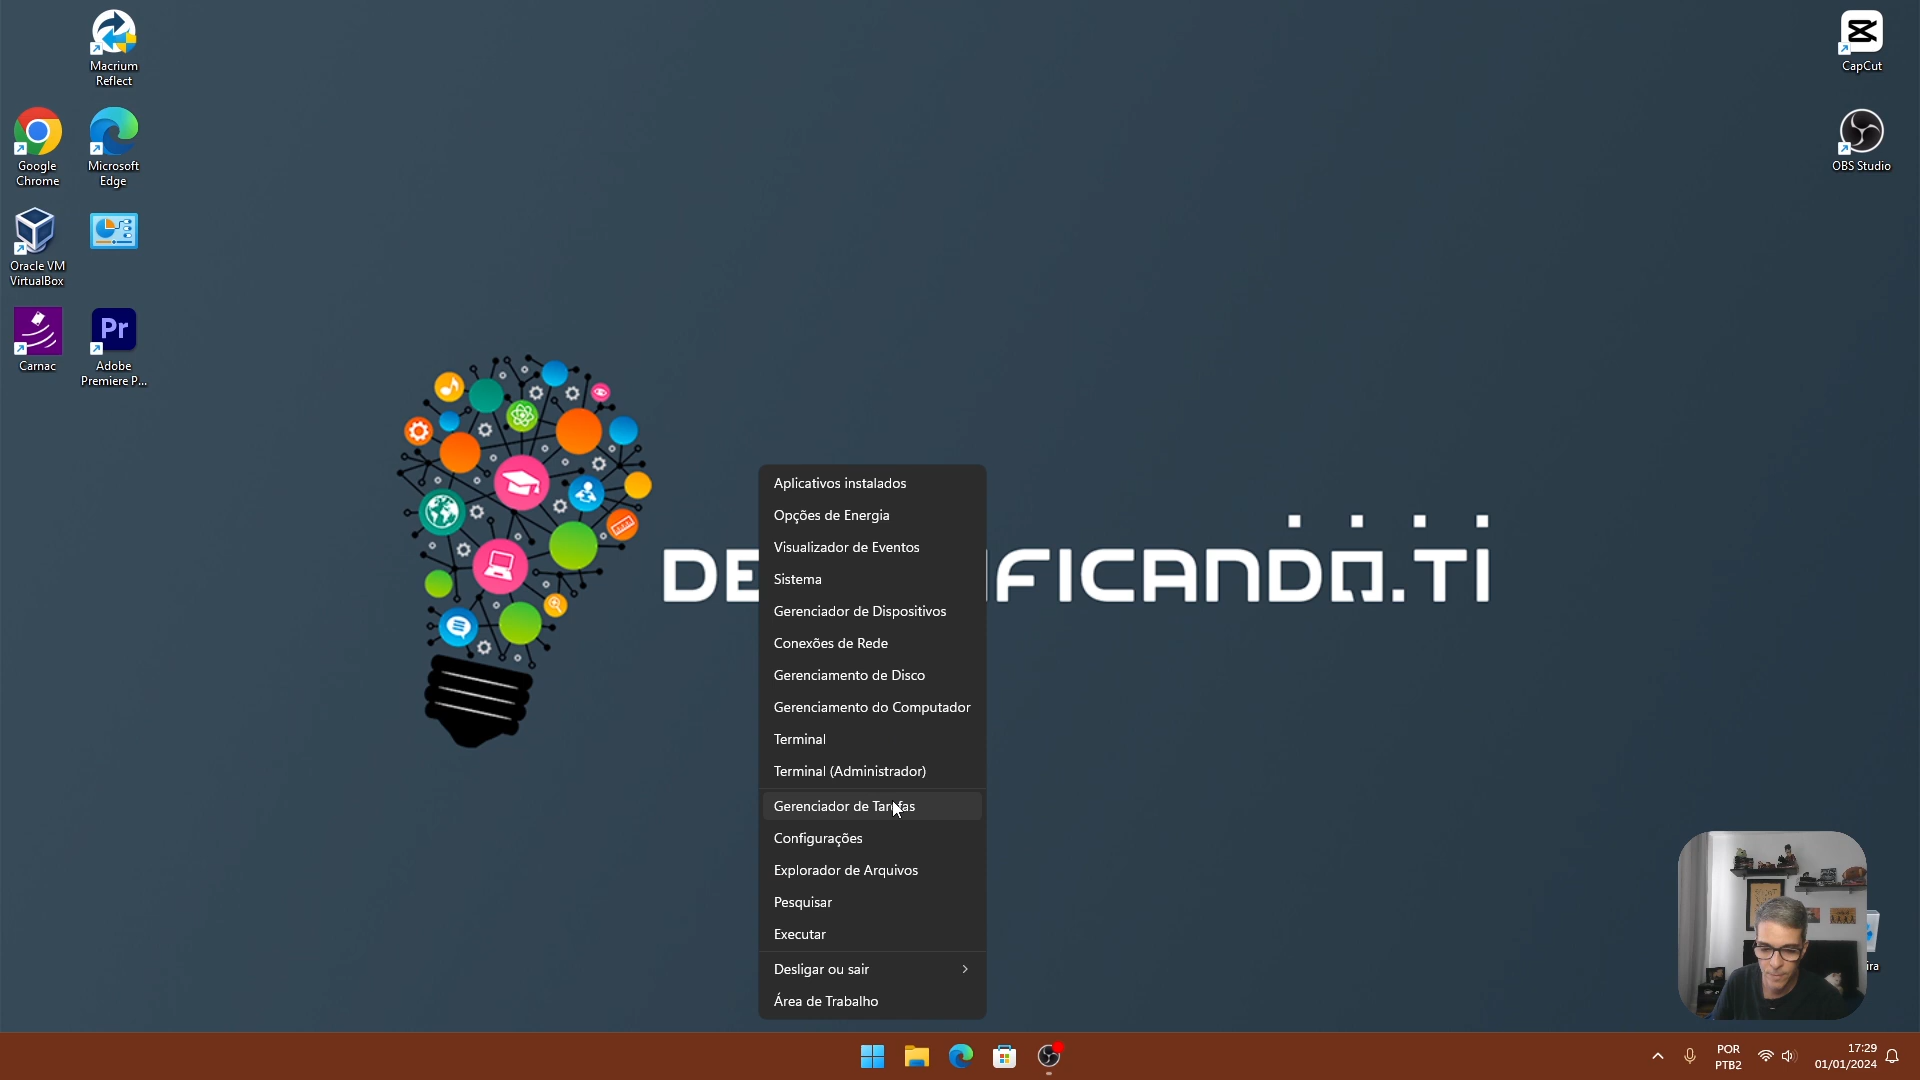 Macrium
Reflect
Google
Chrome
Microsoft
Edge
Oracle VM
VirtualBox
Carnac
Pr
Adobe
Premiere P...
CapCut
OBS Studio
Aplicativos instalados
Opções de Energia
Visualizador de Eventos
Sistema
Gerenciador de Dispositivos
Conexões de Rede
Gerenciamento de Disco
Gerenciamento do Computador
Terminal
Terminal (Administrador)
Gerenciador de Tarefas
Configurações
Explorador de Arquivos
Pesquisar
Executar
Desligar ou sair
Área de Trabalho
DE IFICANDO.TI
POR
PTB2
17:29
01/01/2024